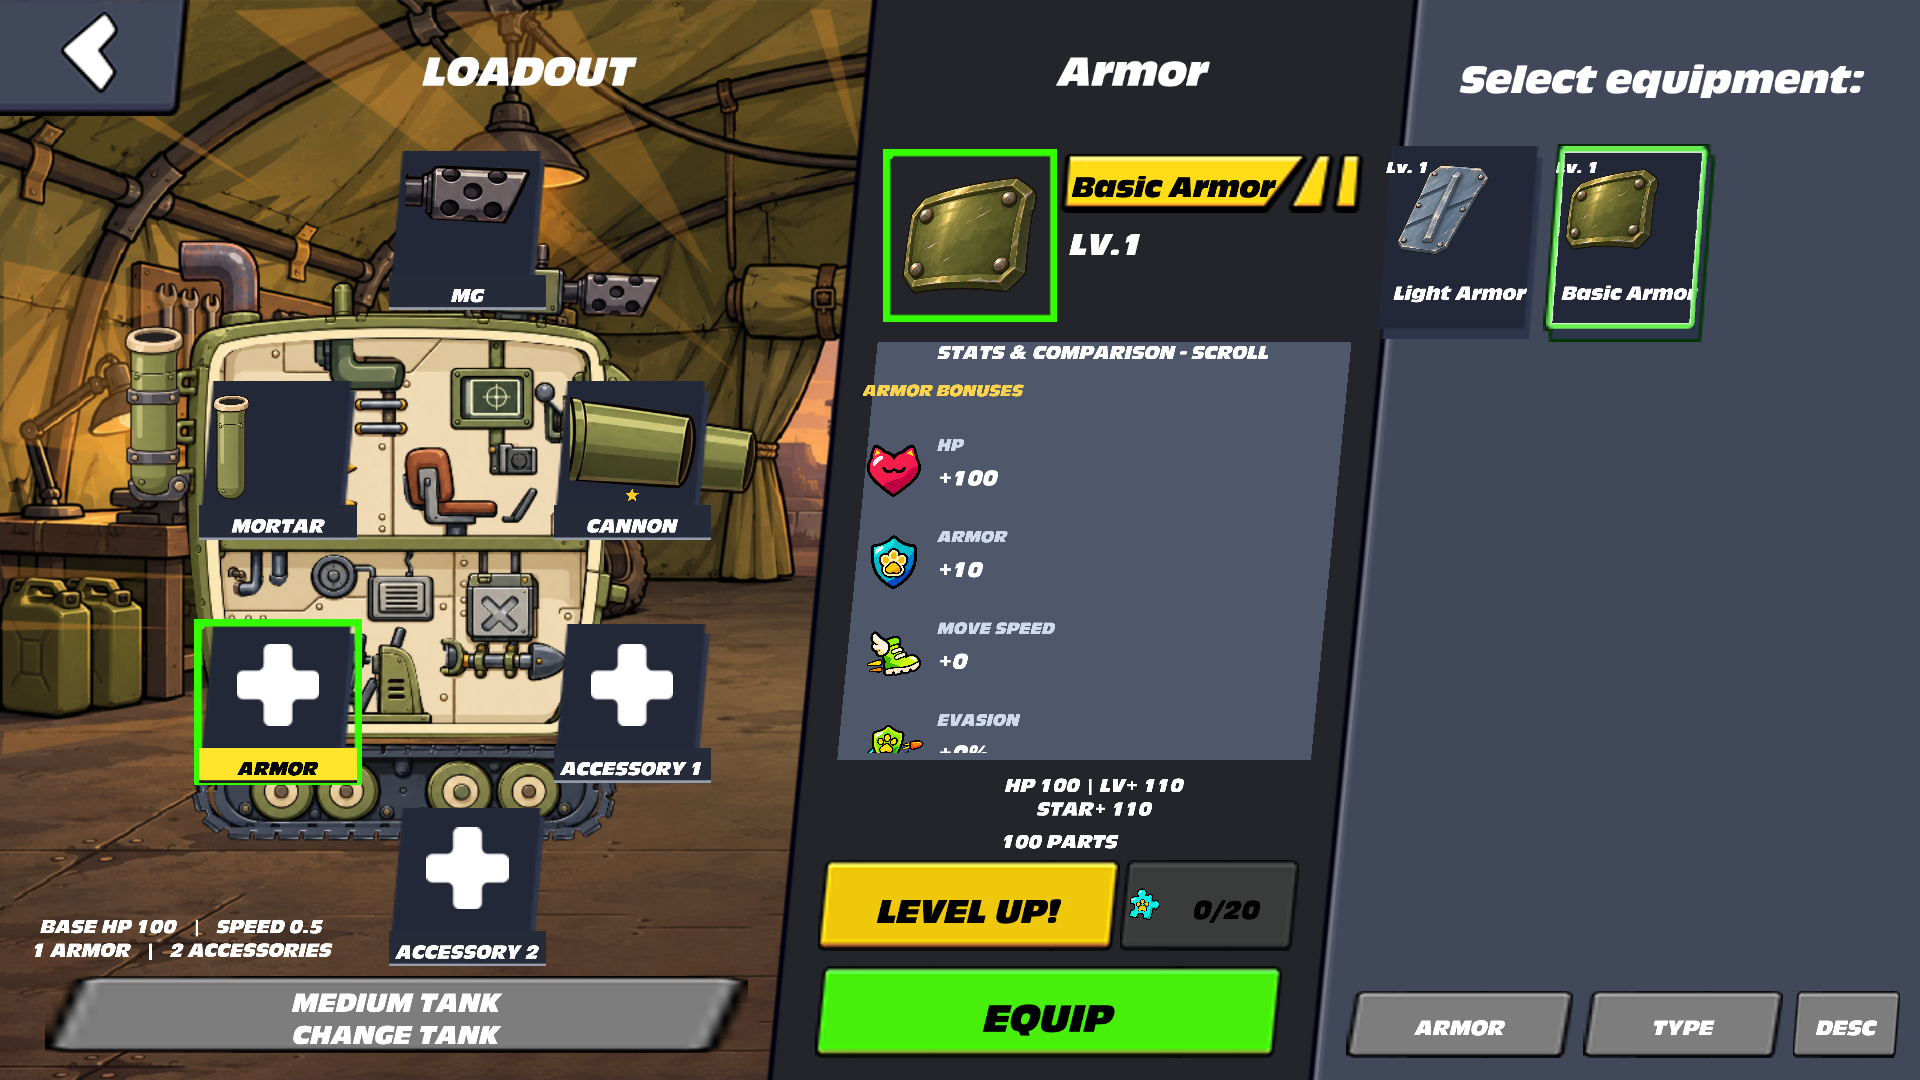 LOADOUT
MG
MORTAR
CANNON
ARMOR
ACCESSORY 1
ACCESSORY 2
BASE HP 100 | SPEED 0.5
1 ARMOR | 2 ACCESSORIES
MEDIUM TANK
CHANGE TANK
Armor
Basic Armor
LV.1
STATS & COMPARISON - SCROLL
ARMOR BONUSES
HP
+100
ARMOR
+10
MOVE SPEED
+0
EVASION
+0%
HP 100 | LV+ 110
STAR+ 110
100 PARTS
LEVEL UP!
0/20
EQUIP
Select equipment:
Lv. 1
Light Armor
Lv. 1
Basic Armor
ARMOR
TYPE
DESC